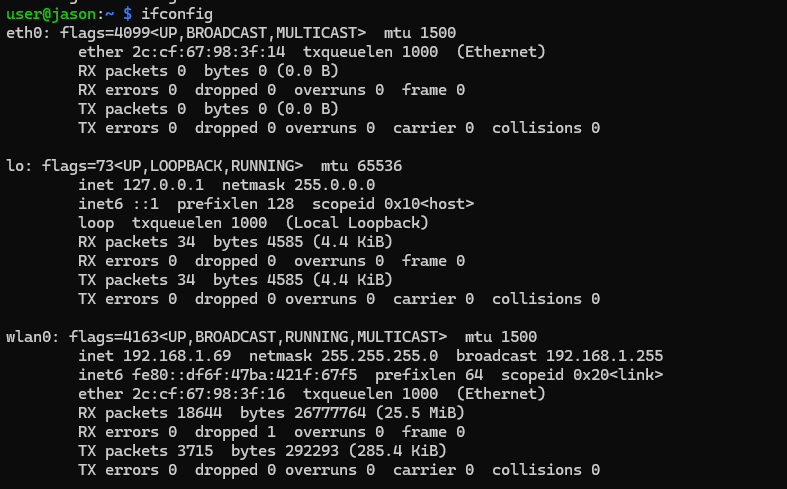 user@jason:~ $ ifconfig
eth0: flags=4099<UP,BROADCAST,MULTICAST>  mtu 1500
        ether 2c:cf:67:98:3f:14  txqueuelen 1000  (Ethernet)
        RX packets 0  bytes 0 (0.0 B)
        RX errors 0  dropped 0  overruns 0  frame 0
        TX packets 0  bytes 0 (0.0 B)
        TX errors 0  dropped 0 overruns 0  carrier 0  collisions 0

lo: flags=73<UP,LOOPBACK,RUNNING>  mtu 65536
        inet 127.0.0.1  netmask 255.0.0.0
        inet6 ::1  prefixlen 128  scopeid 0x10<host>
        loop  txqueuelen 1000  (Local Loopback)
        RX packets 34  bytes 4585 (4.4 KiB)
        RX errors 0  dropped 0  overruns 0  frame 0
        TX packets 34  bytes 4585 (4.4 KiB)
        TX errors 0  dropped 0 overruns 0  carrier 0  collisions 0

wlan0: flags=4163<UP,BROADCAST,RUNNING,MULTICAST>  mtu 1500
        inet 192.168.1.69  netmask 255.255.255.0  broadcast 192.168.1.255
        inet6 fe80::df6f:47ba:421f:67f5  prefixlen 64  scopeid 0x20<link>
        ether 2c:cf:67:98:3f:16  txqueuelen 1000  (Ethernet)
        RX packets 18644  bytes 26777764 (25.5 MiB)
        RX errors 0  dropped 1  overruns 0  frame 0
        TX packets 3715  bytes 292293 (285.4 KiB)
        TX errors 0  dropped 0 overruns 0  carrier 0  collisions 0